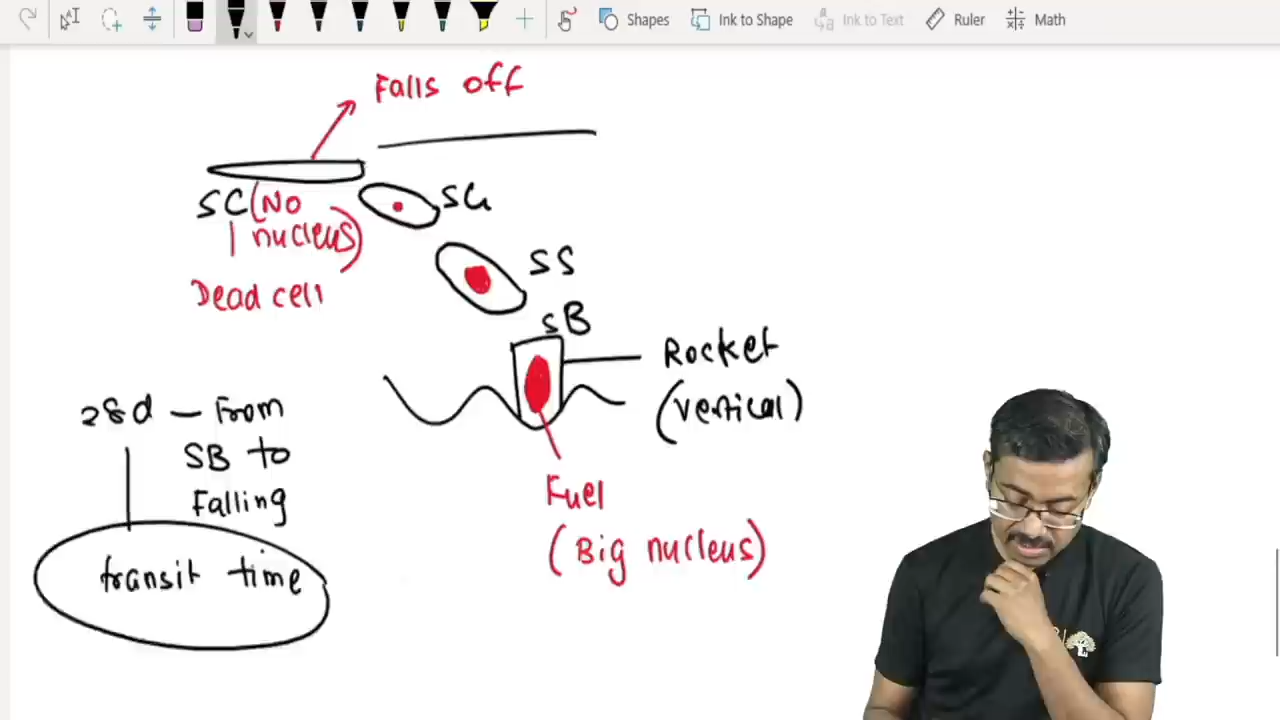 Shapes
Ink to Shape
Ink to Text
Ruler
Math
Falls off
SC (No nucleus)
Dead cell
SG
SS
SB
Rocket
(vertical)
28d — From
SB to
Falling
transit time
Fuel
(Big nucleus)